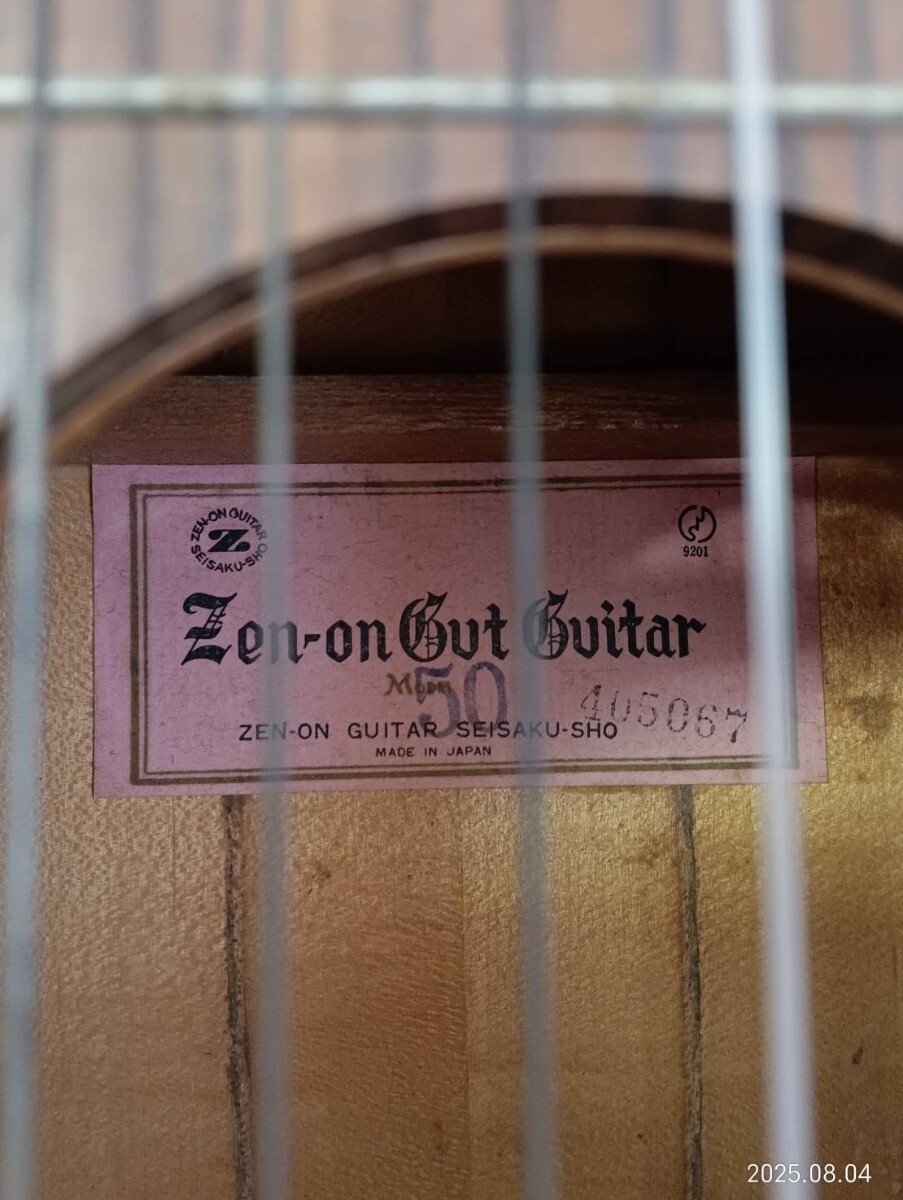 ZEN-ON GUITAR
Z
SEISAKU-SHO
9201
Zen-on Gut Guitar
Model 50
405067
ZEN-ON GUITAR SEISAKU-SHO
MADE IN JAPAN
2025.08.04